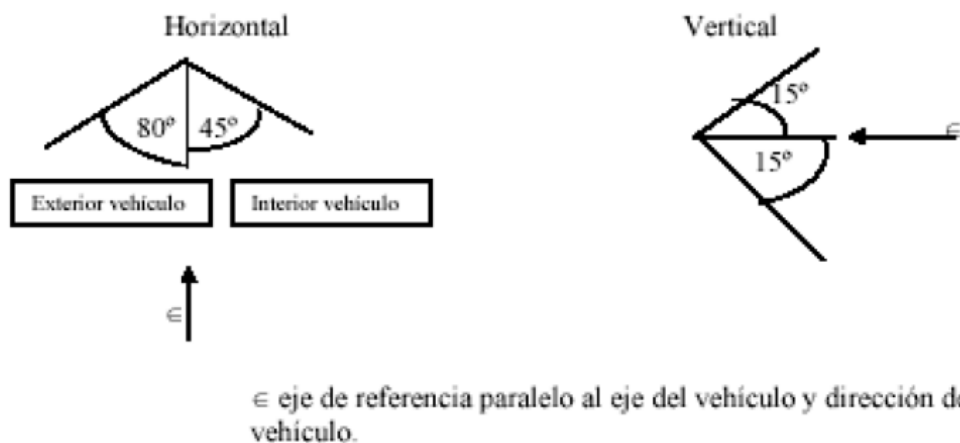 Horizontal
Vertical
80º 45º
15º
15º
∈
Exterior vehículo
Interior vehículo
∈
∈ eje de referencia paralelo al eje del vehículo y dirección de
vehículo.